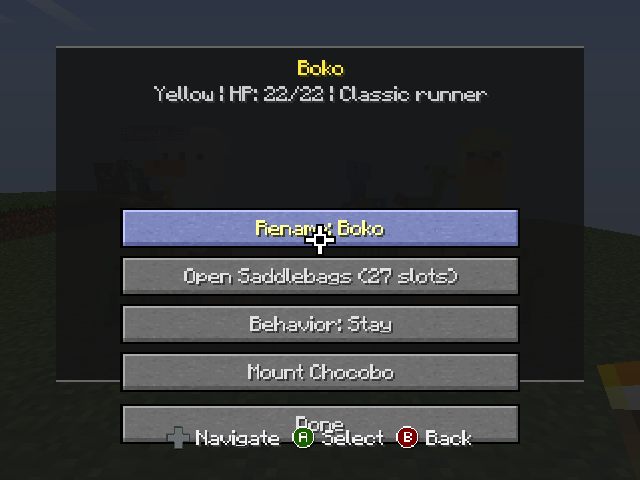 Boko
Yellow | HP: 22/22 | Classic runner
Rename: Boko
Open Saddlebags (27 slots)
Behavior: Stay
Mount Chocobo
Done
Navigate A Select B Back